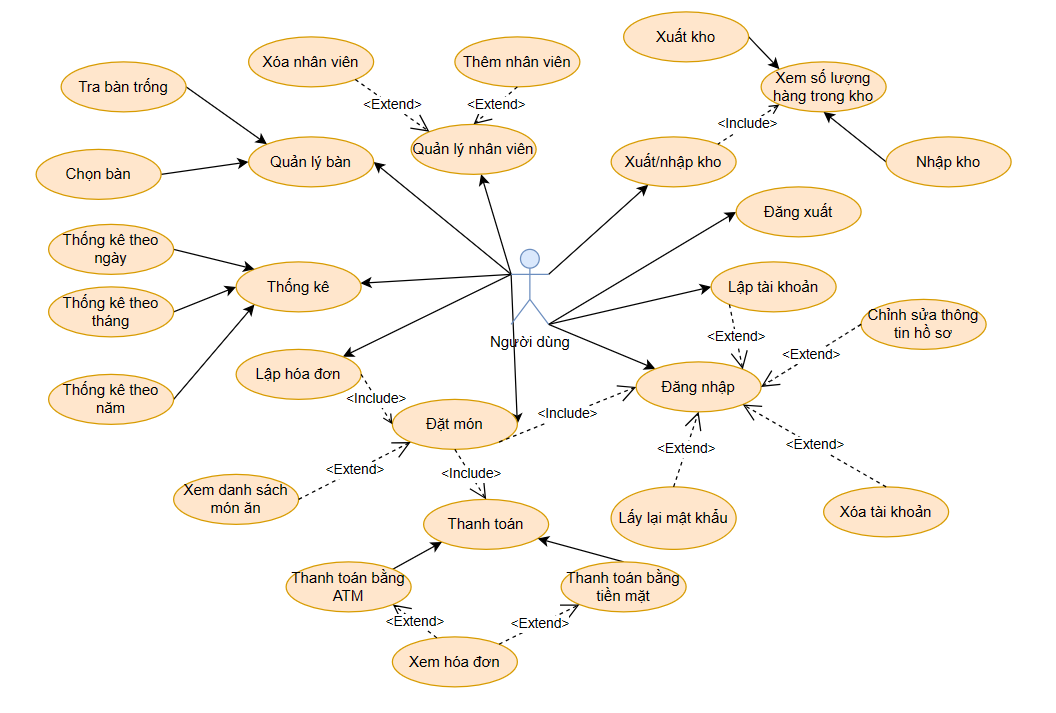 Xuất kho
Xóa nhân viên
Thêm nhân viên
Tra bàn trống
Xem số lượng
hàng trong kho
<Extend>
<Extend>
<Include>
Quản lý bàn
Quản lý nhân viên
Xuất/nhập kho
Nhập kho
Chọn bàn
Đăng xuất
Thống kê theo
ngày
Thống kê
Lập tài khoản
Thống kê theo
tháng
Chỉnh sửa thông
tin hồ sơ
Người dùng
<Extend>
<Extend>
Lập hóa đơn
Đăng nhập
Thống kê theo
năm
<Include>
<Include>
Đặt món
<Extend>
<Extend>
<Extend>
<Include>
Xem danh sách
món ăn
Thanh toán
Lấy lại mật khẩu
Xóa tài khoản
Thanh toán bằng
ATM
Thanh toán bằng
tiền mặt
<Extend>
<Extend>
Xem hóa đơn